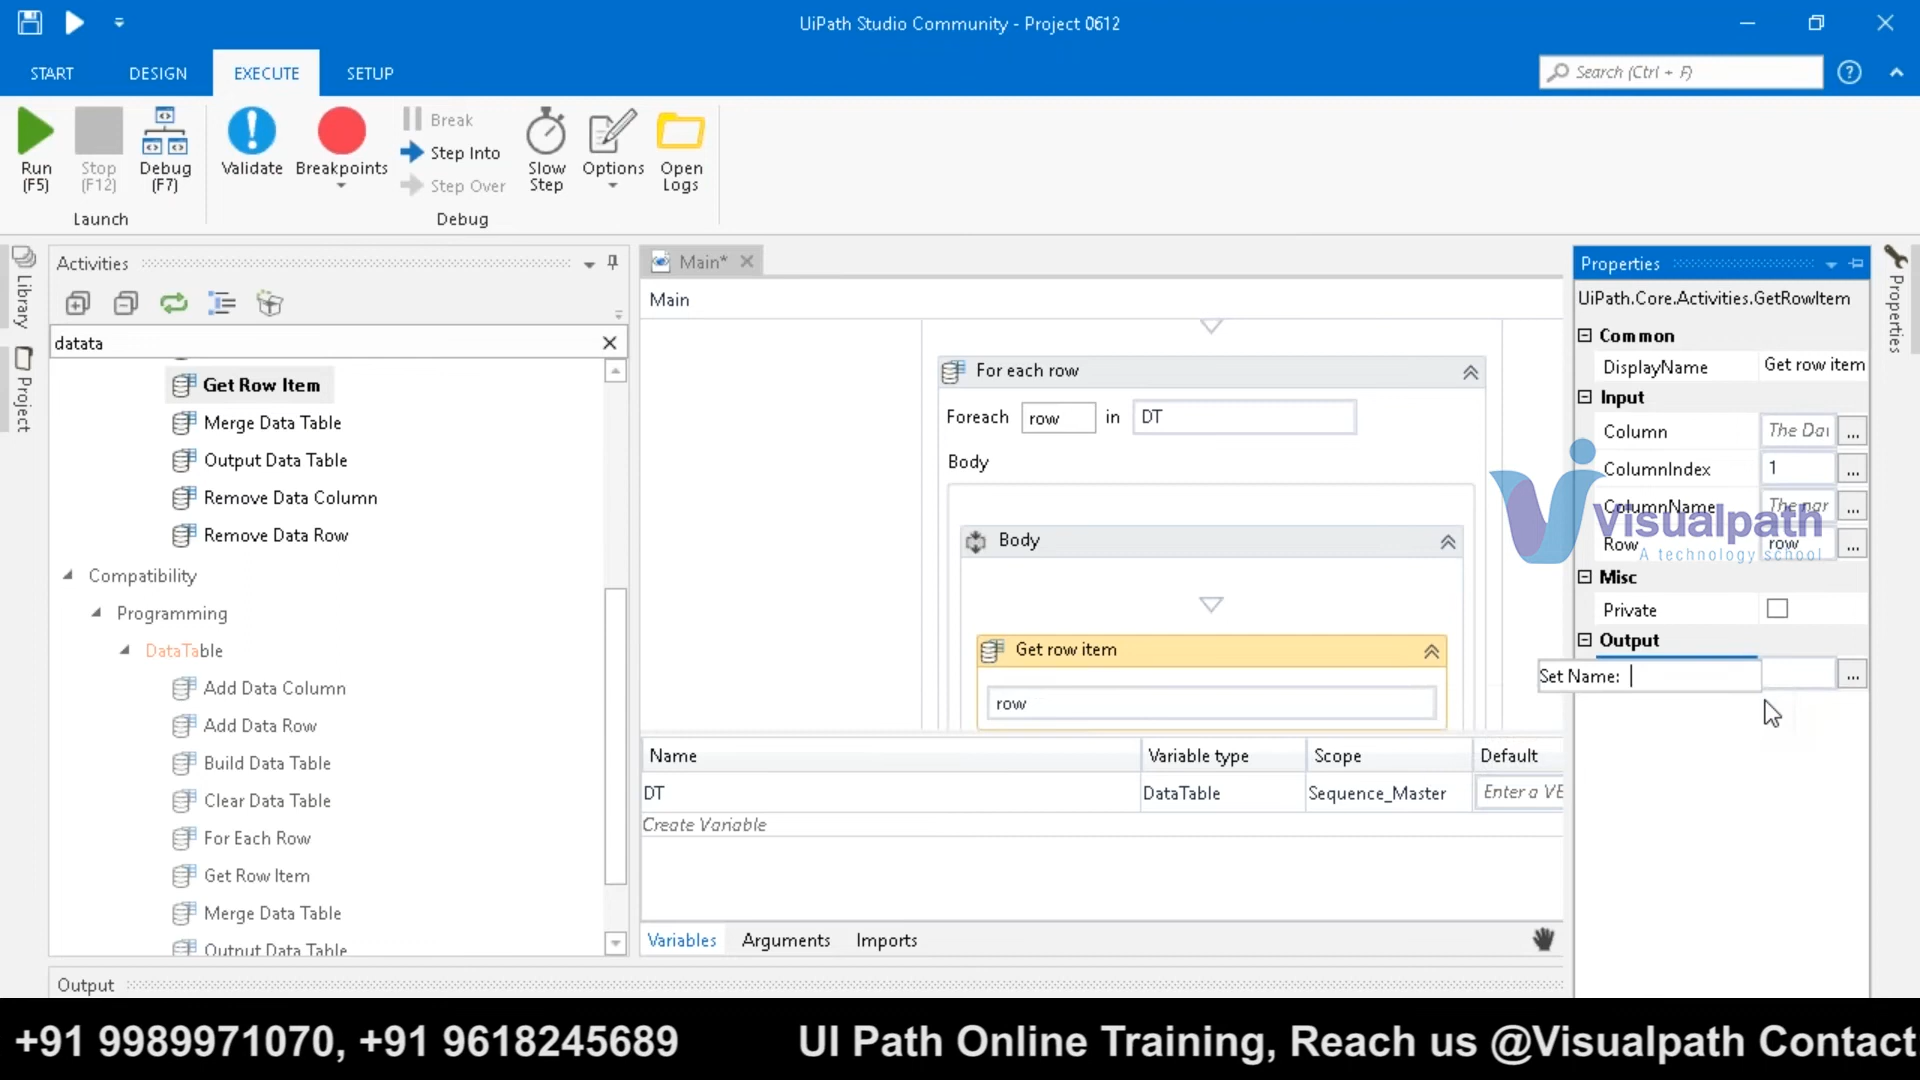 UiPath Studio Community - Project 0612
START
DESIGN
EXECUTE
SETUP
Search (Ctrl + F)
Run
(F5)
Stop
(F12)
Debug
(F7)
Launch
Validate
Breakpoints
Break
Step Into
Step Over
Slow
Step
Options
Open
Logs
Debug
Library
Project
Activities
datata
Get Row Item
Merge Data Table
Output Data Table
Remove Data Column
Remove Data Row
Compatibility
Programming
DataTable
Add Data Column
Add Data Row
Build Data Table
Clear Data Table
For Each Row
Get Row Item
Merge Data Table
Output Data Table
Output
Main*
Main
For each row
Foreach row in DT
Body
Body
Get row item
row
Name Variable type Scope Default
DT DataTable Sequence_Master Enter a VE
Create Variable
Variables Arguments Imports
Properties
Properties
UiPath.Core.Activities.GetRowItem
Common
DisplayName Get row item
Input
Column The Da
ColumnIndex 1
ColumnName The nar
Row row
Visualpath
A technology school
Misc
Private
Output
Set Name:
+91 9989971070, +91 9618245689
UI Path Online Training, Reach us @Visualpath Contact